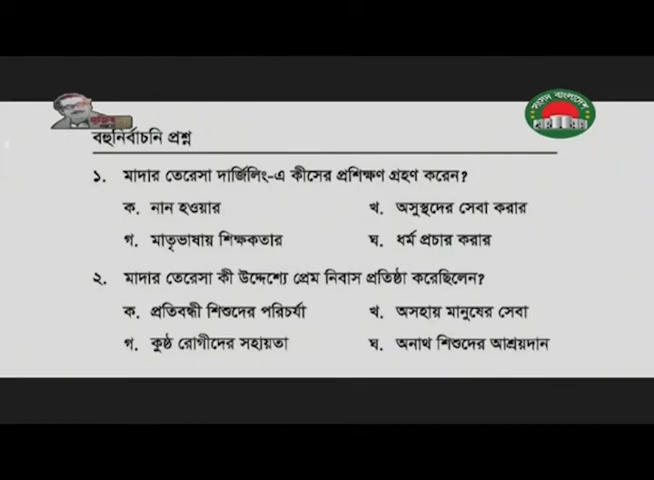 সংসদ বাংলাদেশ
বহুনির্বাচনি প্রশ্ন
১. মাদার তেরেসা দার্জিলিং-এ কীসের প্রশিক্ষণ গ্রহণ করেন?
ক. নান হওয়ার খ. অসুস্থদের সেবা করার
গ. মাতৃভাষায় শিক্ষকতার ঘ. ধর্ম প্রচার করার
২. মাদার তেরেসা কী উদ্দেশ্যে প্রেম নিবাস প্রতিষ্ঠা করেছিলেন?
ক. প্রতিবন্ধী শিশুদের পরিচর্যা খ. অসহায় মানুষের সেবা
গ. কুষ্ঠ রোগীদের সহায়তা ঘ. অনাথ শিশুদের আশ্রয়দান